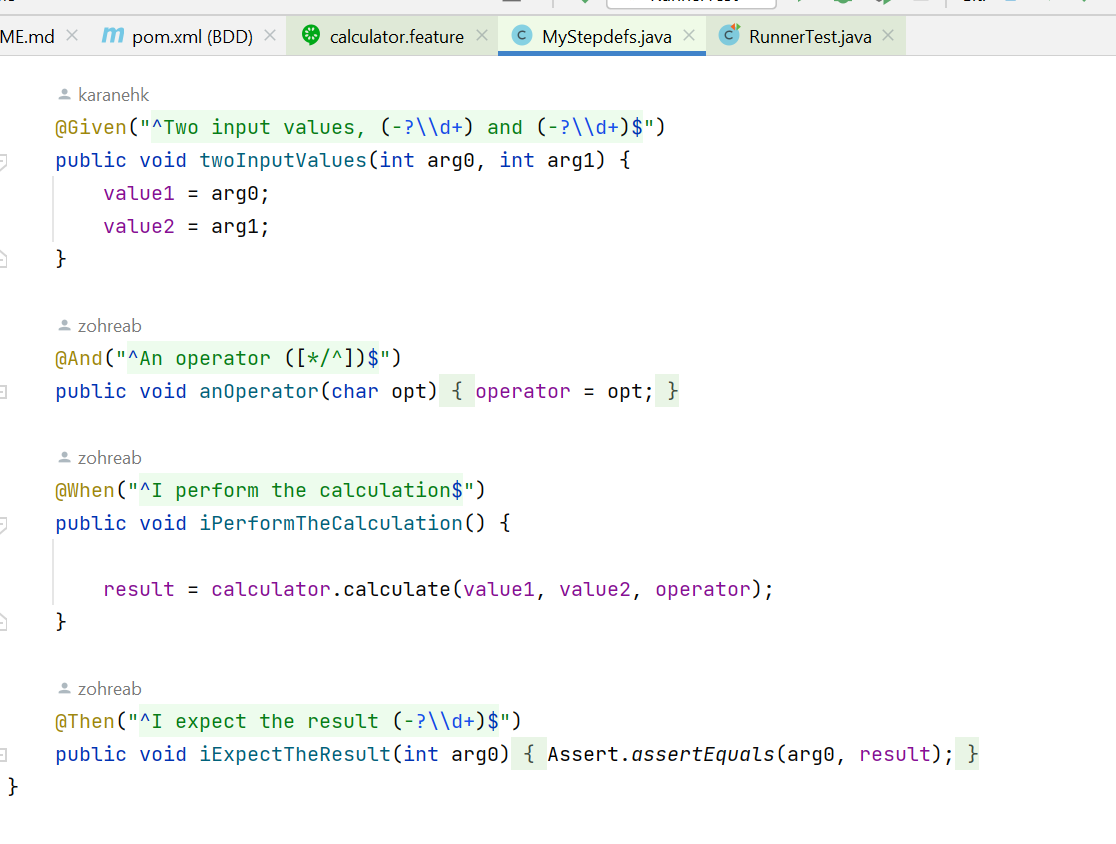 ME.md pom.xml (BDD) calculator.feature MyStepdefs.java RunnerTest.java
karanehk
@Given("^Two input values, (-?\\d+) and (-?\\d+)$")
public void twoInputValues(int arg0, int arg1) {
value1 = arg0;
value2 = arg1;
}
zohreab
@And("^An operator ([*/^])$")
public void anOperator(char opt) { operator = opt; }
zohreab
@When("^I perform the calculation$")
public void iPerformTheCalculation() {
result = calculator.calculate(value1, value2, operator);
}
zohreab
@Then("^I expect the result (-?\\d+)$")
public void iExpectTheResult(int arg0) { Assert.assertEquals(arg0, result); }
}